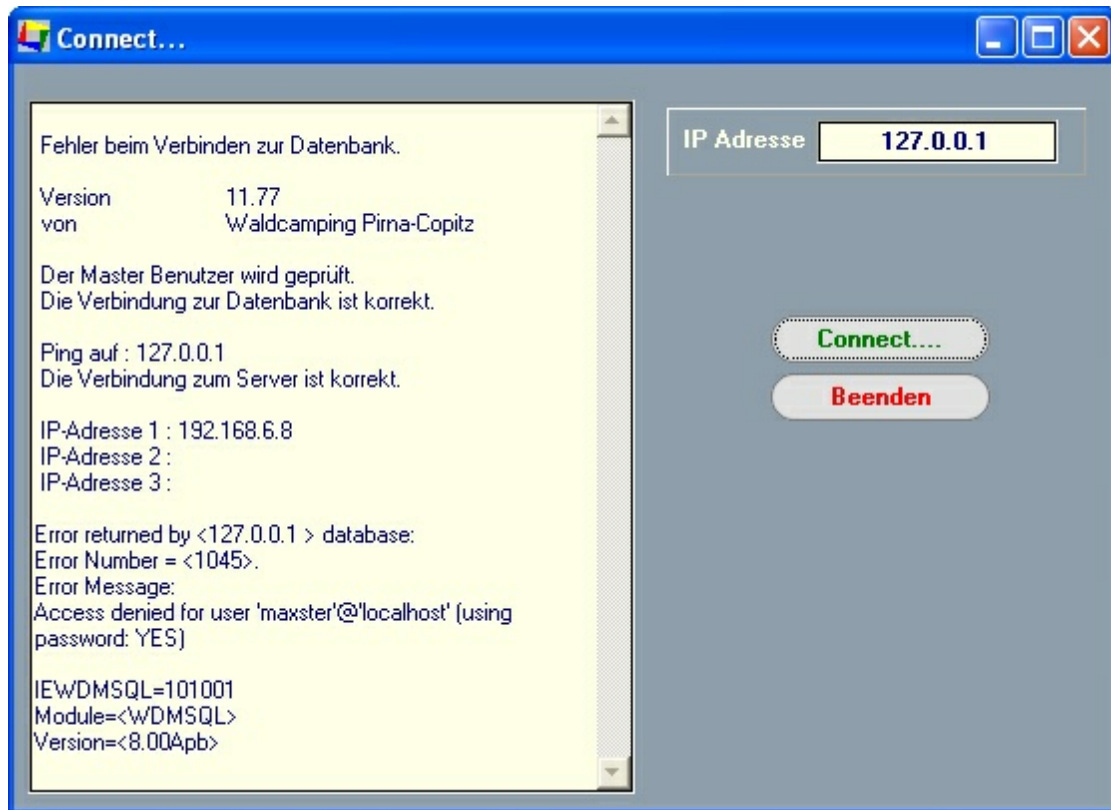 Connect...
Fehler beim Verbinden zur Datenbank.
Version 11.77
von Waldcamping Pirna-Copitz
Der Master Benutzer wird geprüft.
Die Verbindung zur Datenbank ist korrekt.
Ping auf : 127.0.0.1
Die Verbindung zum Server ist korrekt.
IP-Adresse 1 : 192.168.6.8
IP-Adresse 2 :
IP-Adresse 3 :
Error returned by <127.0.0.1 > database:
Error Number = <1045>.
Error Message:
Access denied for user 'maxster'@'localhost' (using
password: YES)
IEWDMSQL=101001
Module=<WDMSQL>
Version=<8.00Apb>
IP Adresse 127.0.0.1
Connect....
Beenden